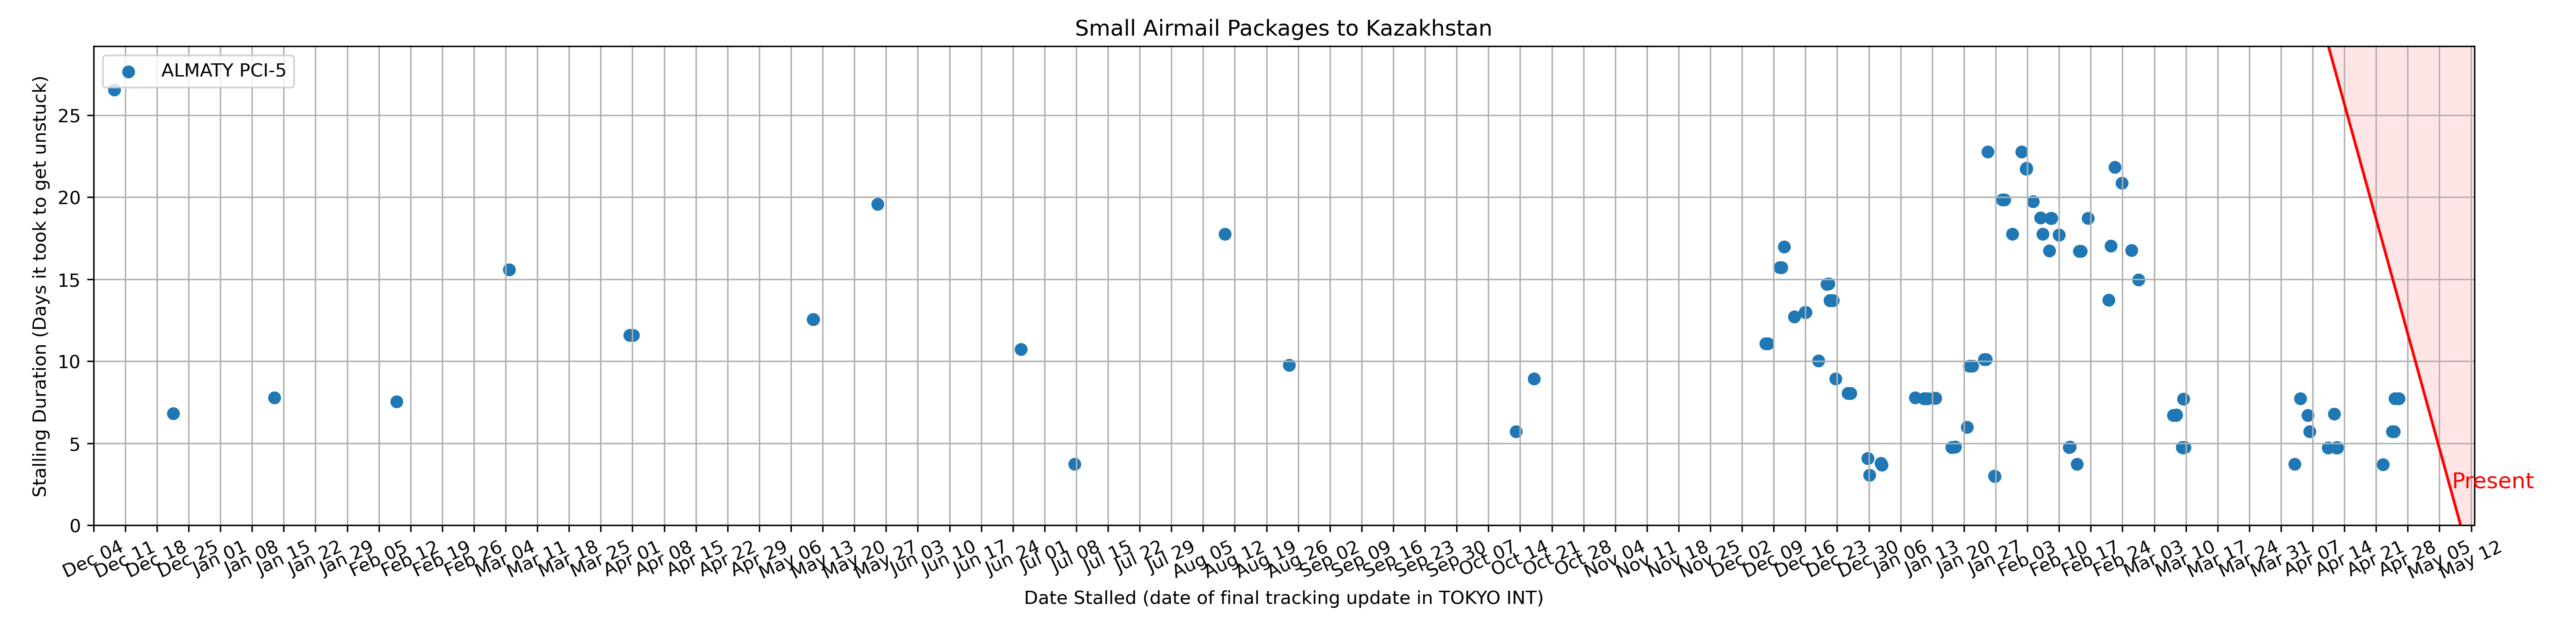 Small Airmail Packages to Kazakhstan
ALMATY PCI-5
Stalling Duration (Days it took to get unstuck)
25
20
15
10
5
0
Present
Dec 04
Dec 11
Dec 18
Dec 25
Jan 01
Jan 08
Jan 15
Jan 22
Jan 29
Feb 05
Feb 12
Feb 19
Feb 26
Mar 04
Mar 11
Mar 18
Mar 25
Apr 01
Apr 08
Apr 15
Apr 22
Apr 29
May 06
May 13
May 20
May 27
Jun 03
Jun 10
Jun 17
Jun 24
Jul 01
Jul 08
Jul 15
Jul 22
Jul 29
Aug 05
Aug 12
Aug 19
Aug 26
Sep 02
Sep 09
Sep 16
Sep 23
Sep 30
Oct 07
Oct 14
Oct 21
Oct 28
Nov 04
Nov 11
Nov 18
Nov 25
Dec 02
Dec 09
Dec 16
Dec 23
Dec 30
Jan 06
Jan 13
Jan 20
Jan 27
Feb 03
Feb 10
Feb 17
Feb 24
Mar 03
Mar 10
Mar 17
Mar 24
Mar 31
Apr 07
Apr 14
Apr 21
Apr 28
May 05
May 12
Date Stalled (date of final tracking update in TOKYO INT)